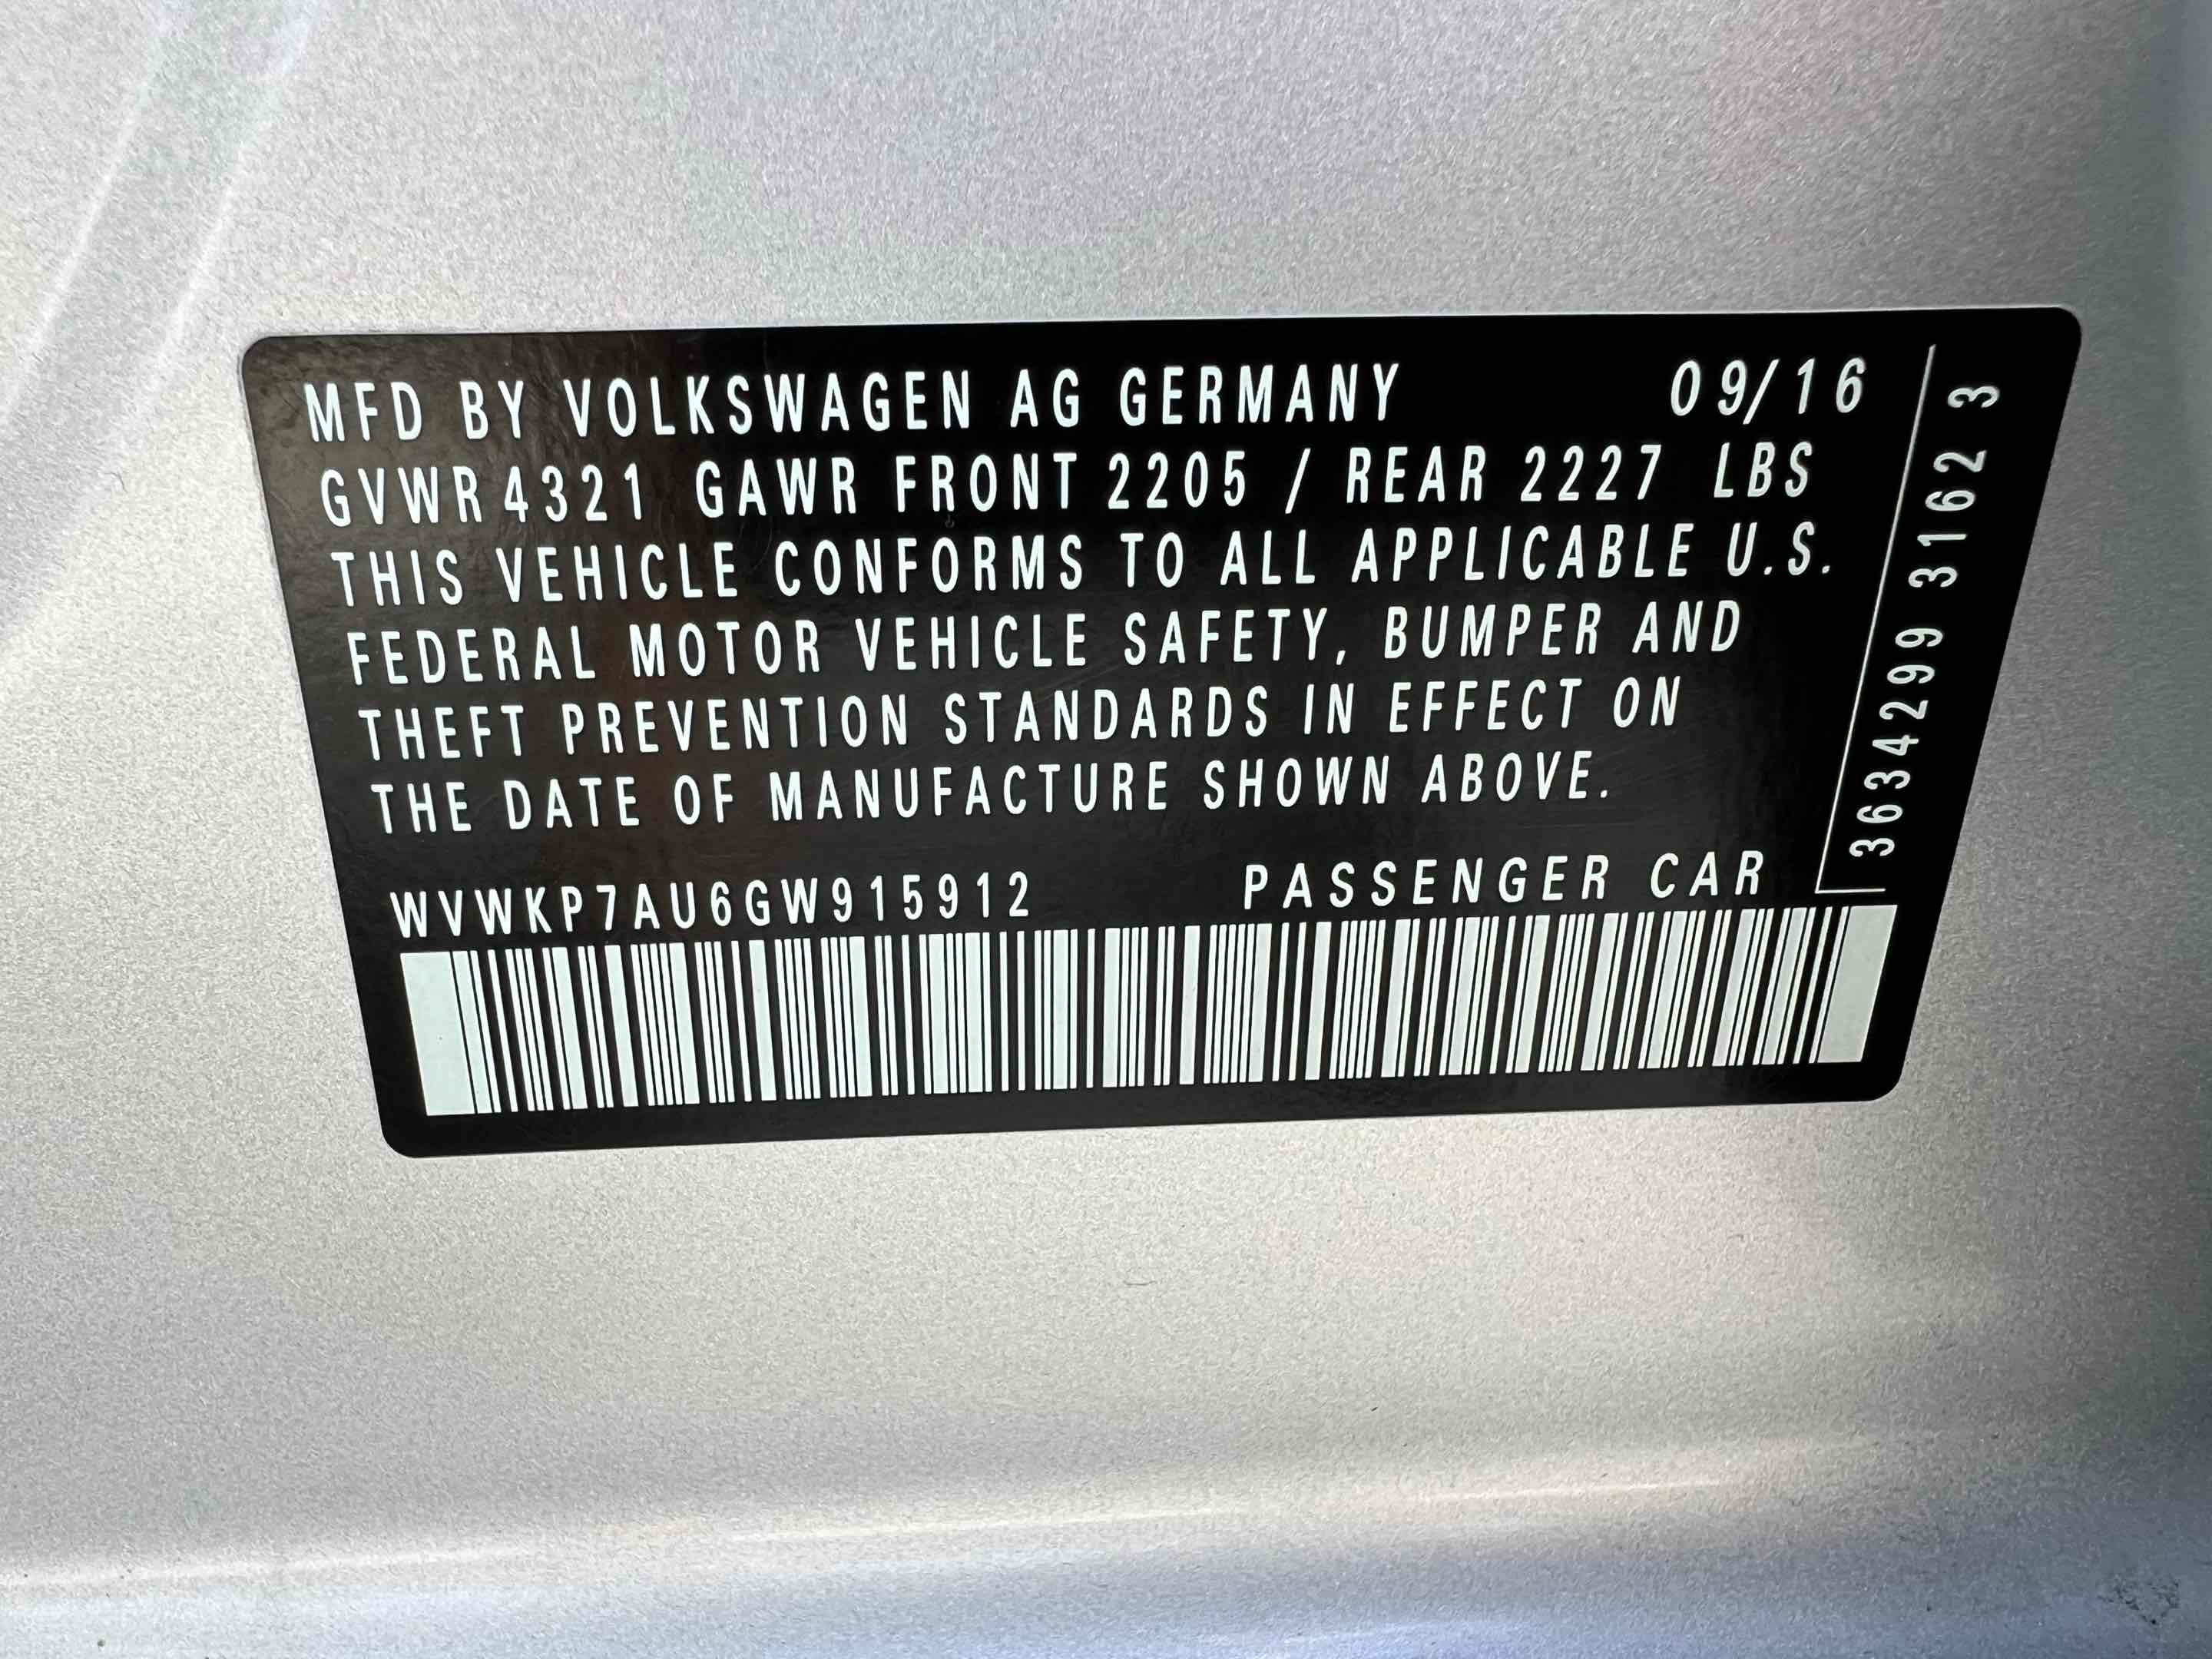 MFD BY VOLKSWAGEN AG GERMANY 09/16
GVWR 4321 GAWR FRONT 2205 / REAR 2227 LBS
THIS VEHICLE CONFORMS TO ALL APPLICABLE U.S.
FEDERAL MOTOR VEHICLE SAFETY, BUMPER AND
THEFT PREVENTION STANDARDS IN EFFECT ON
THE DATE OF MANUFACTURE SHOWN ABOVE.
WVWKP7AU6GW915912 PASSENGER CAR
3634299 3162 3